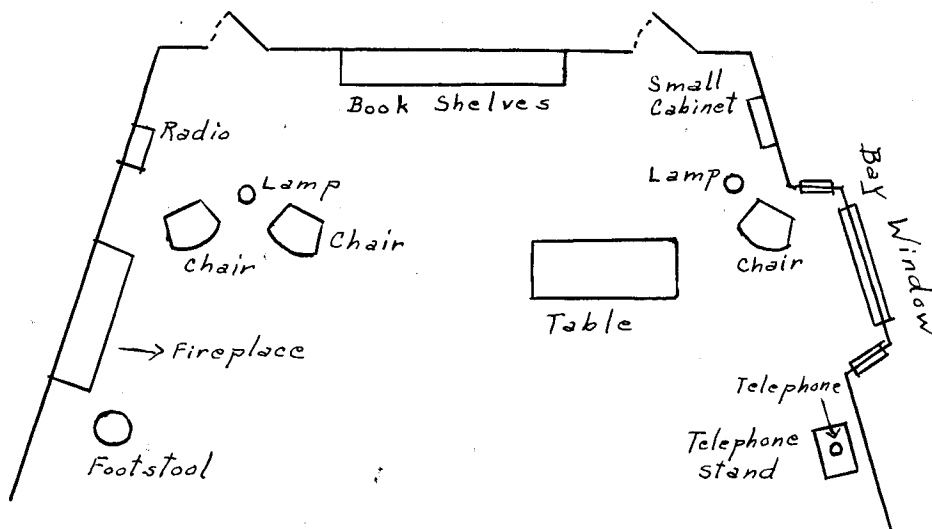 Book Shelves
Small
Cabinet
Radio
Lamp
Lamp
Bay Window
Chair
Chair
Chair
Table
Fireplace
Telephone
Telephone
stand
Footstool